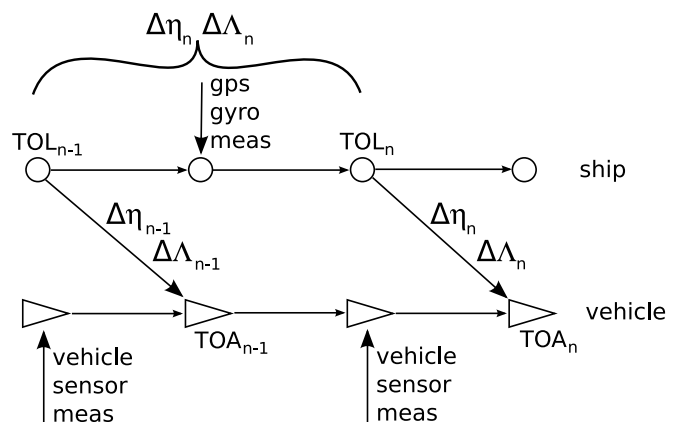 Δη_n ΔΛ_n
gps
gyro
meas
TOL_n-1
TOL_n
ship
Δη_n-1
ΔΛ_n-1
Δη_n
ΔΛ_n
vehicle
TOA_n-1
TOA_n
vehicle
sensor
meas
vehicle
sensor
meas